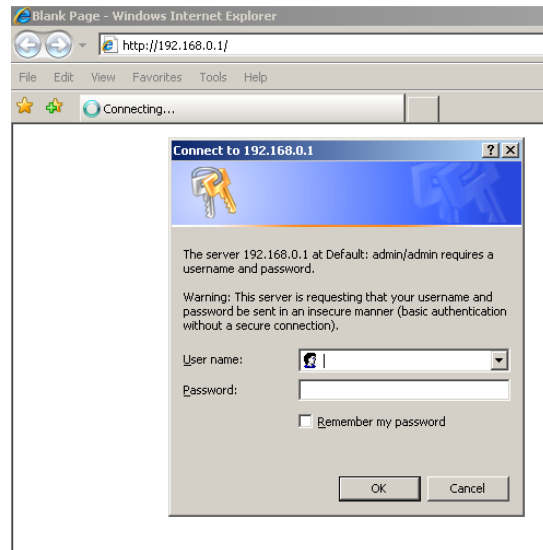 Blank Page - Windows Internet Explorer
http://192.168.0.1/
File Edit View Favorites Tools Help
Connecting...
Connect to 192.168.0.1
The server 192.168.0.1 at Default: admin/admin requires a
username and password.
Warning: This server is requesting that your username and
password be sent in an insecure manner (basic authentication
without a secure connection).
User name:
Password:
Remember my password
OK Cancel